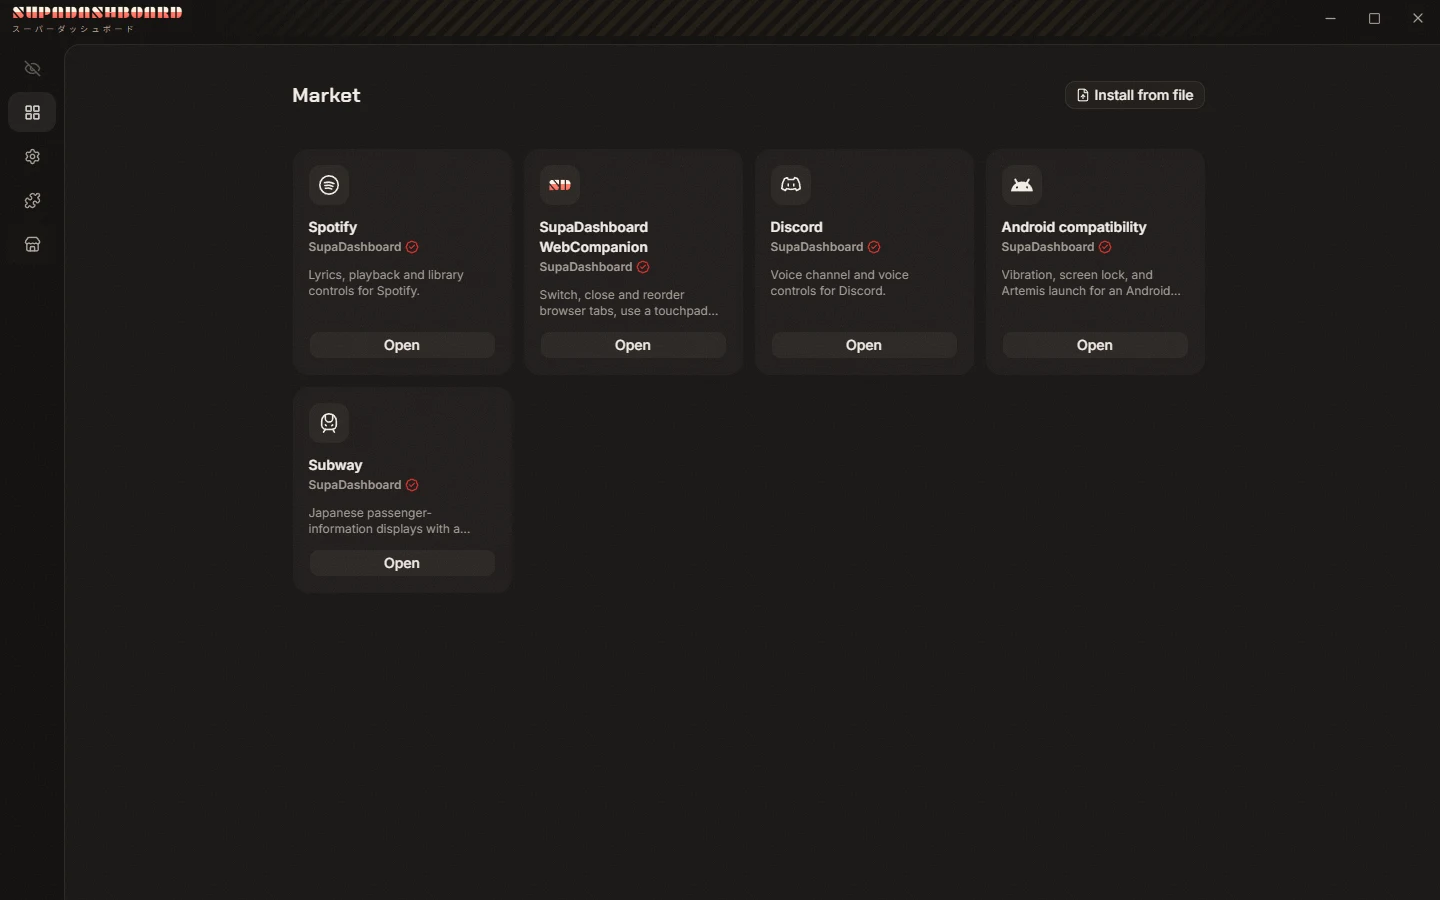 SUPADASHBOARD
スーパーダッシュボード
Market
Install from file
Spotify
SupaDashboard
Lyrics, playback and library
controls for Spotify.
Open
SD
SupaDashboard
WebCompanion
SupaDashboard
Switch, close and reorder
browser tabs, use a touchpad...
Open
Discord
SupaDashboard
Voice channel and voice
controls for Discord.
Open
Android compatibility
SupaDashboard
Vibration, screen lock, and
Artemis launch for an Android...
Open
Subway
SupaDashboard
Japanese passenger-
information displays with a...
Open